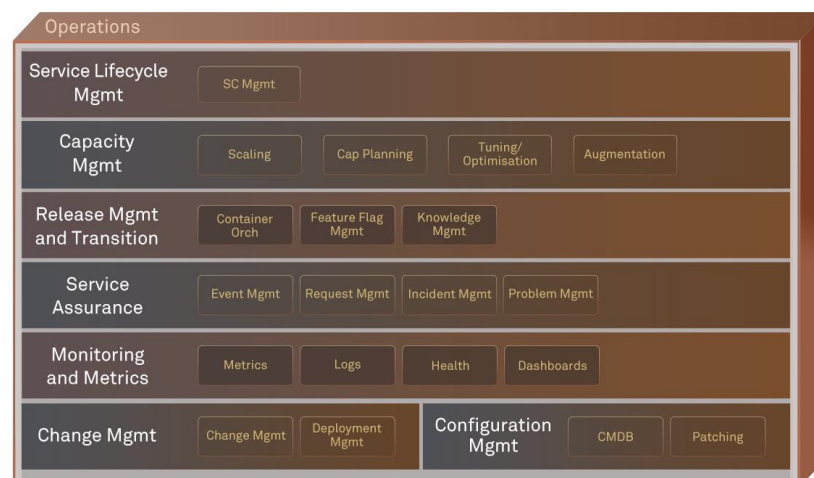 Operations
Service Lifecycle
Mgmt
SC Mgmt
Capacity
Mgmt
Scaling
Cap Planning
Tuning/
Optimisation
Augmentation
Release Mgmt
and Transition
Container
Orch
Feature Flag
Mgmt
Knowledge
Mgmt
Service
Assurance
Event Mgmt
Request Mgmt
Incident Mgmt
Problem Mgmt
Monitoring
and Metrics
Metrics
Logs
Health
Dashboards
Change Mgmt
Change Mgmt
Deployment
Mgmt
Configuration
Mgmt
CMDB
Patching